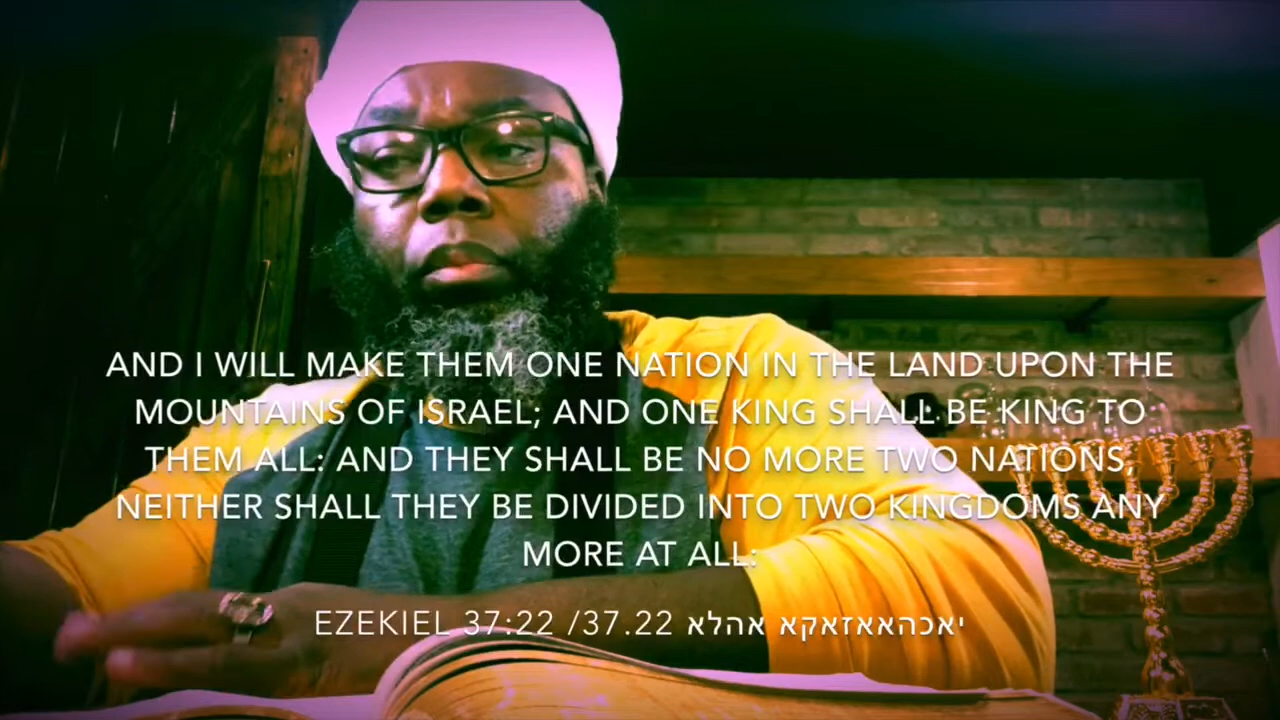 AND I WILL MAKE THEM ONE NATION IN THE LAND UPON THE
MOUNTAINS OF ISRAEL; AND ONE KING SHALL BE KING TO
THEM ALL: AND THEY SHALL BE NO MORE TWO NATIONS,
NEITHER SHALL THEY BE DIVIDED INTO TWO KINGDOMS ANY
MORE AT ALL:
EZEKIEL 37:22 /37.22 יאכהאאזאקא אהלא